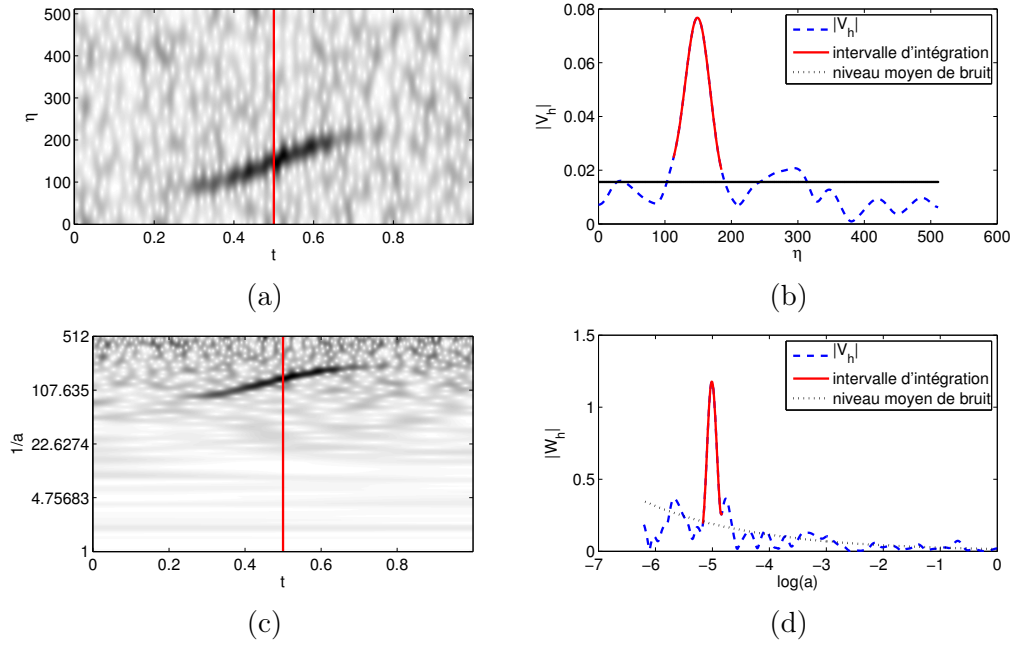 500
400
300
200
100
0
η
0
0.2
0.4
0.6
0.8
t
(a)
0.08
0.06
0.04
0.02
0
|V_h|
0
100
200
300
400
500
600
η
|V_h|
intervalle d'intégration
niveau moyen de bruit
(b)
512
107.635
22.6274
4.75683
1
1/a
0
0.2
0.4
0.6
0.8
t
(c)
1.5
1
0.5
0
|W_h|
−7
−6
−5
−4
−3
−2
−1
0
log(a)
|V_h|
intervalle d'intégration
niveau moyen de bruit
(d)